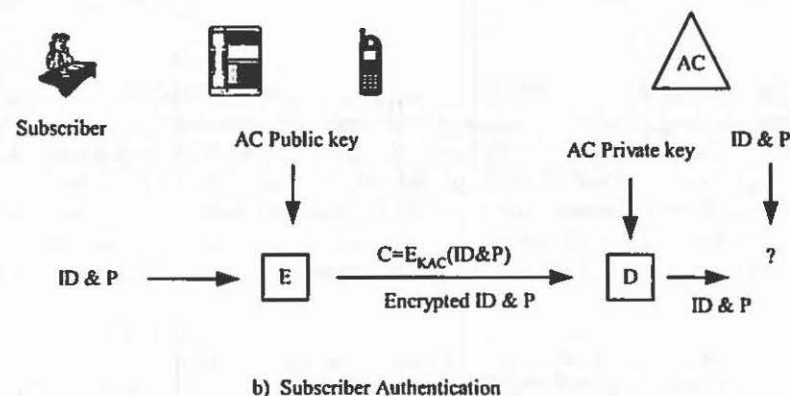 AC
Subscriber
AC Public key
AC Private key
ID & P
ID & P
E
C=E_KAC(ID&P)
Encrypted ID & P
D
ID & P
?
b) Subscriber Authentication